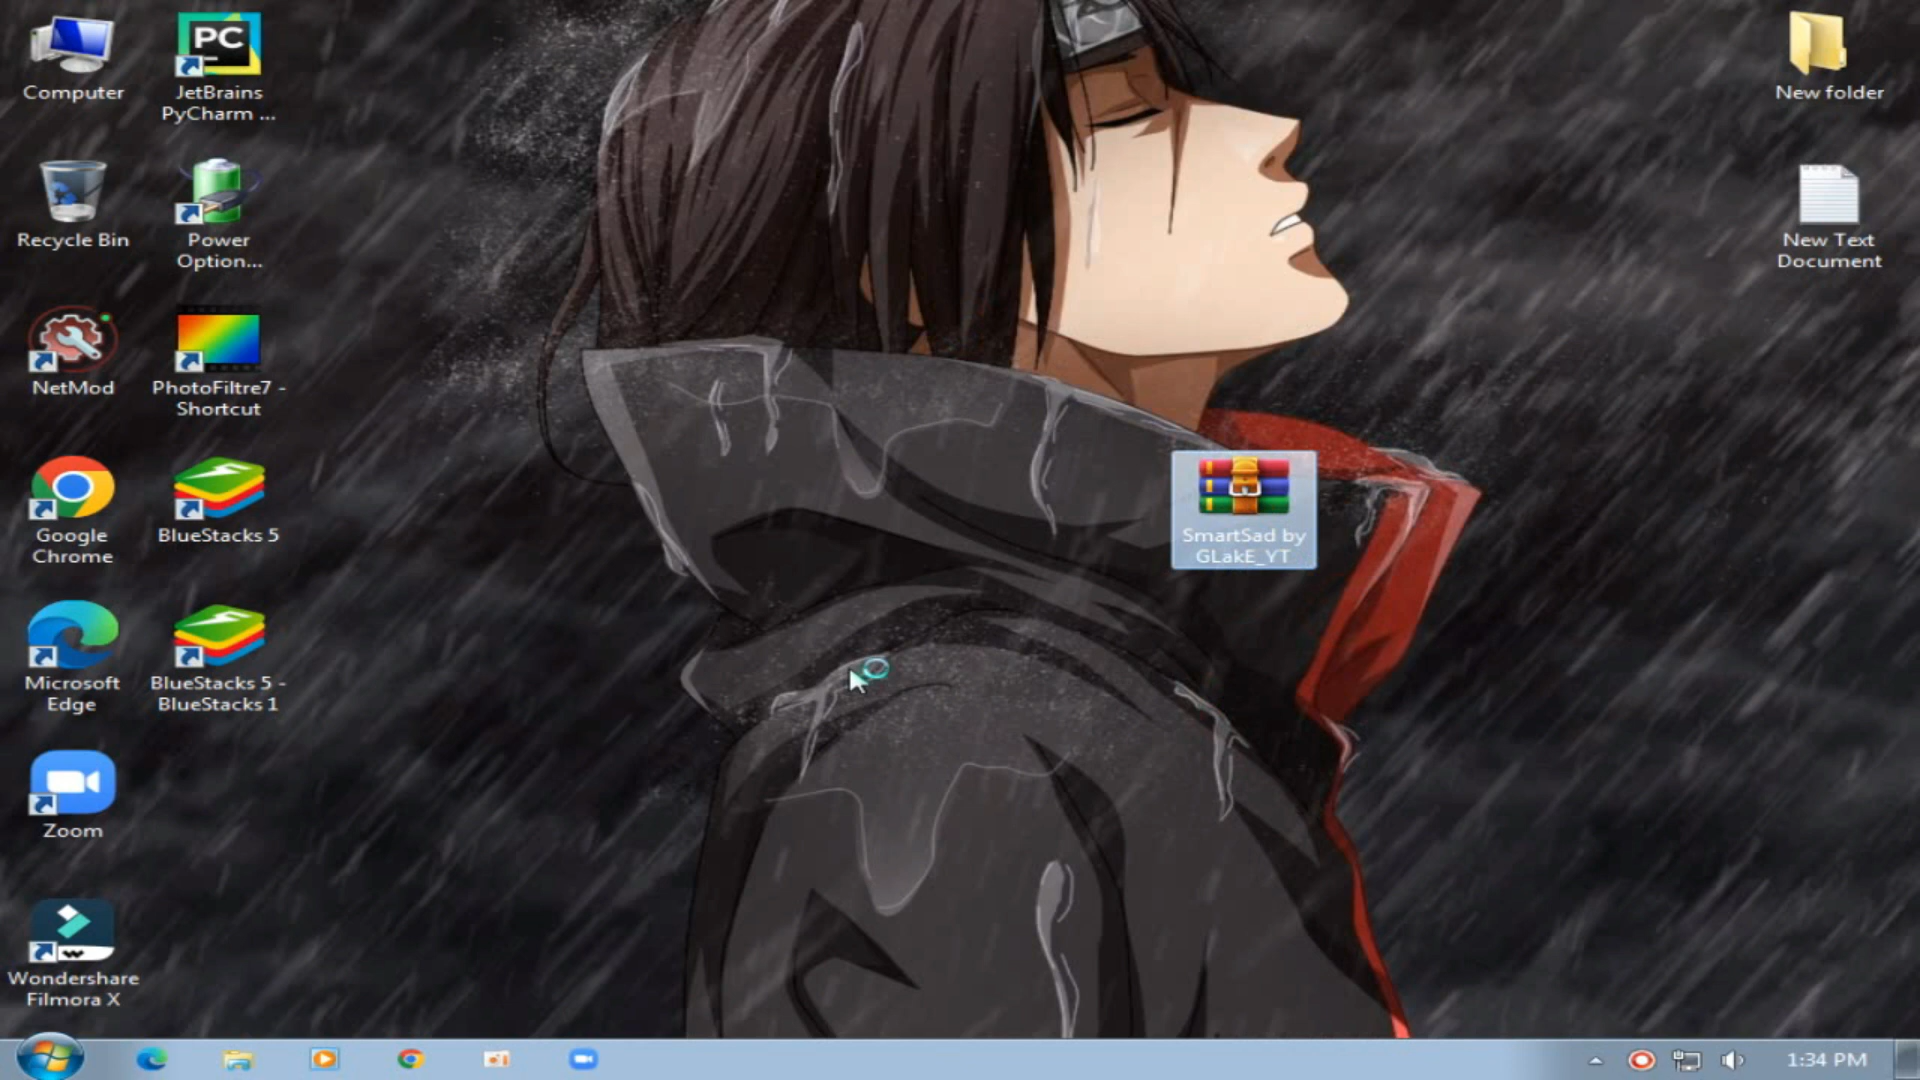 Computer
PC
JetBrains
PyCharm ...
Recycle Bin
Power
Option...
NetMod
PhotoFiltre7 -
Shortcut
Google
Chrome
BlueStacks 5
Microsoft
Edge
BlueStacks 5 -
BlueStacks 1
Zoom
Wondershare
Filmora X
SmartSad by
GLakE_YT
New folder
New Text
Document
1:34 PM